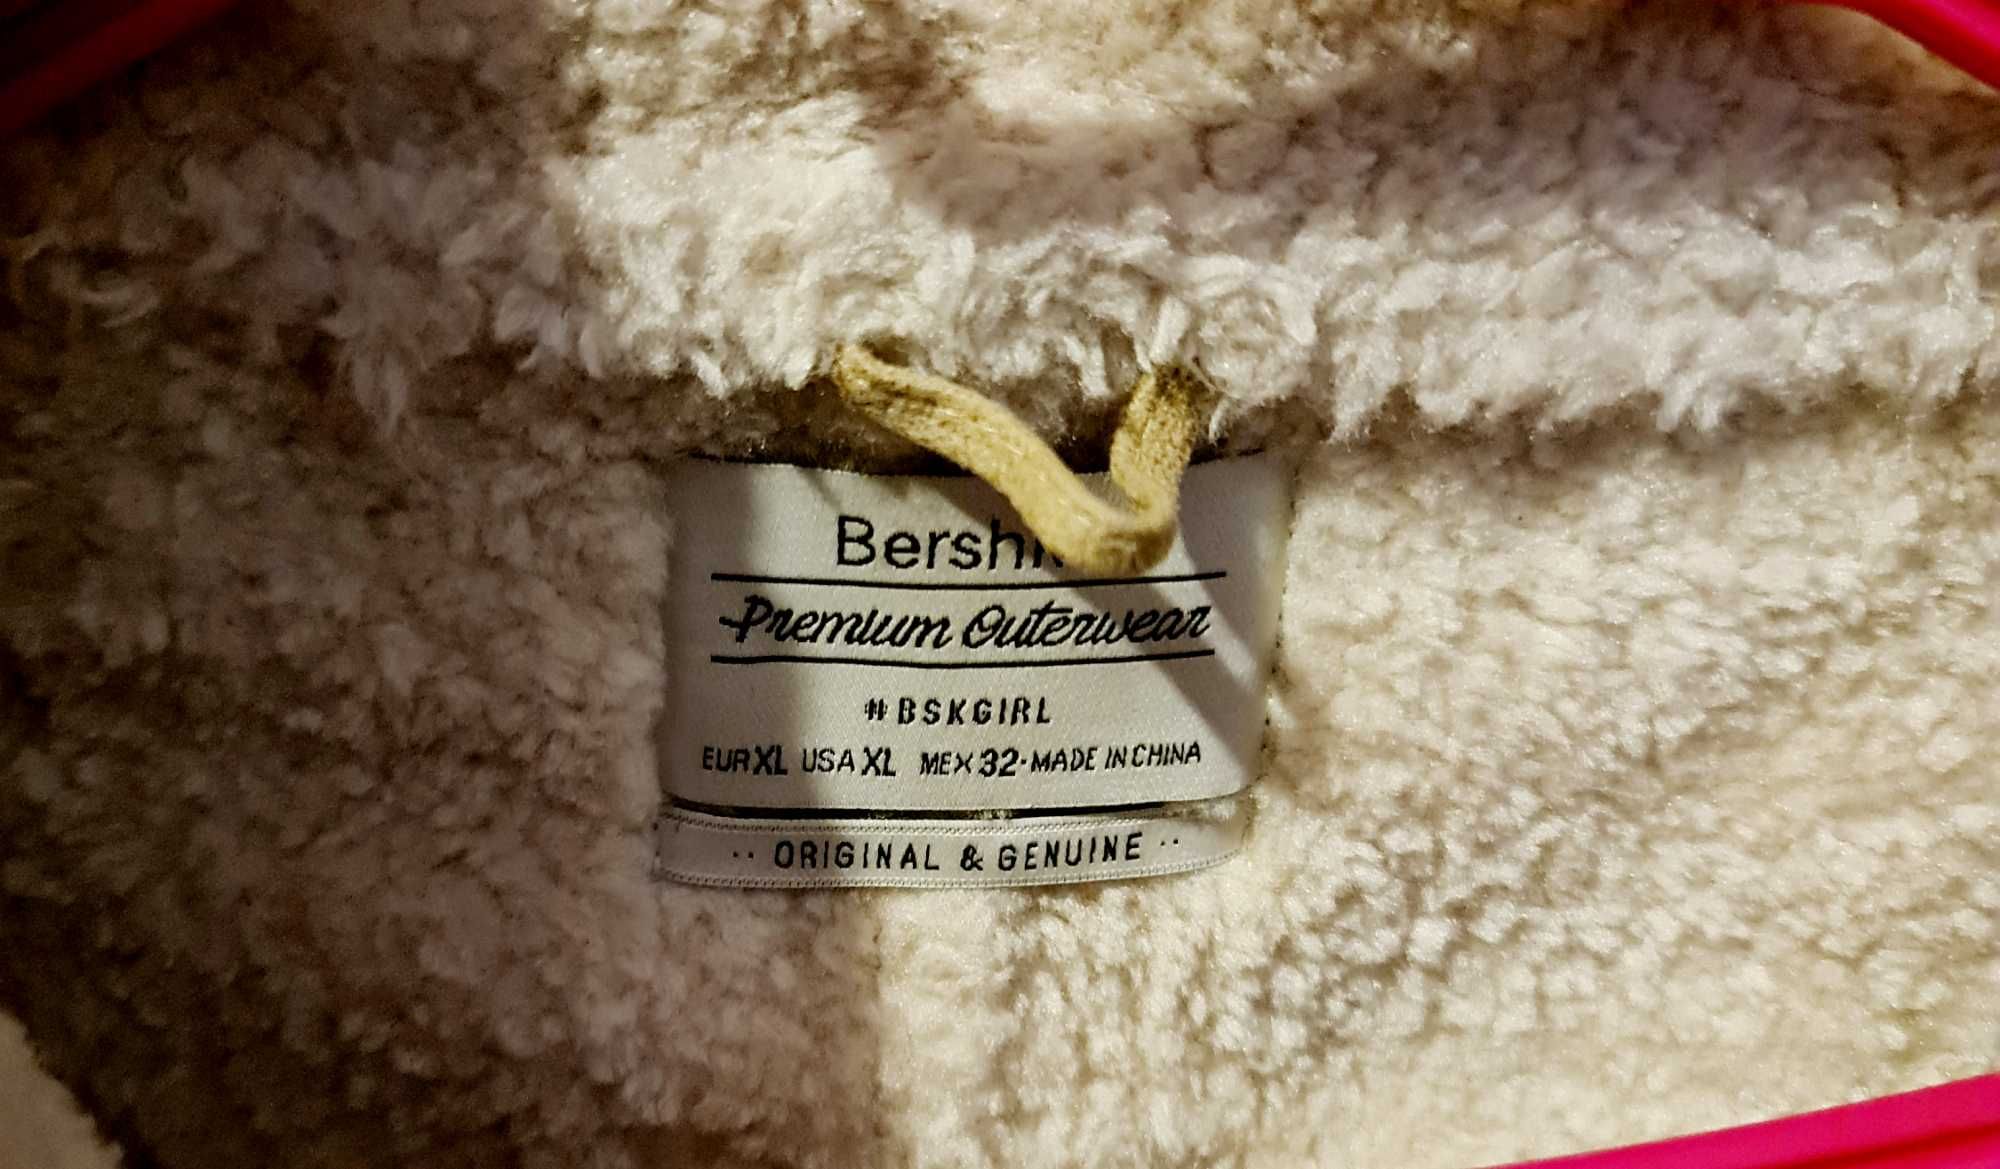 Bersh
Premium Outerwear
#BSKGIRL
EUR XL USA XL MEX 32·MADE IN CHINA
·· ORIGINAL & GENUINE ··